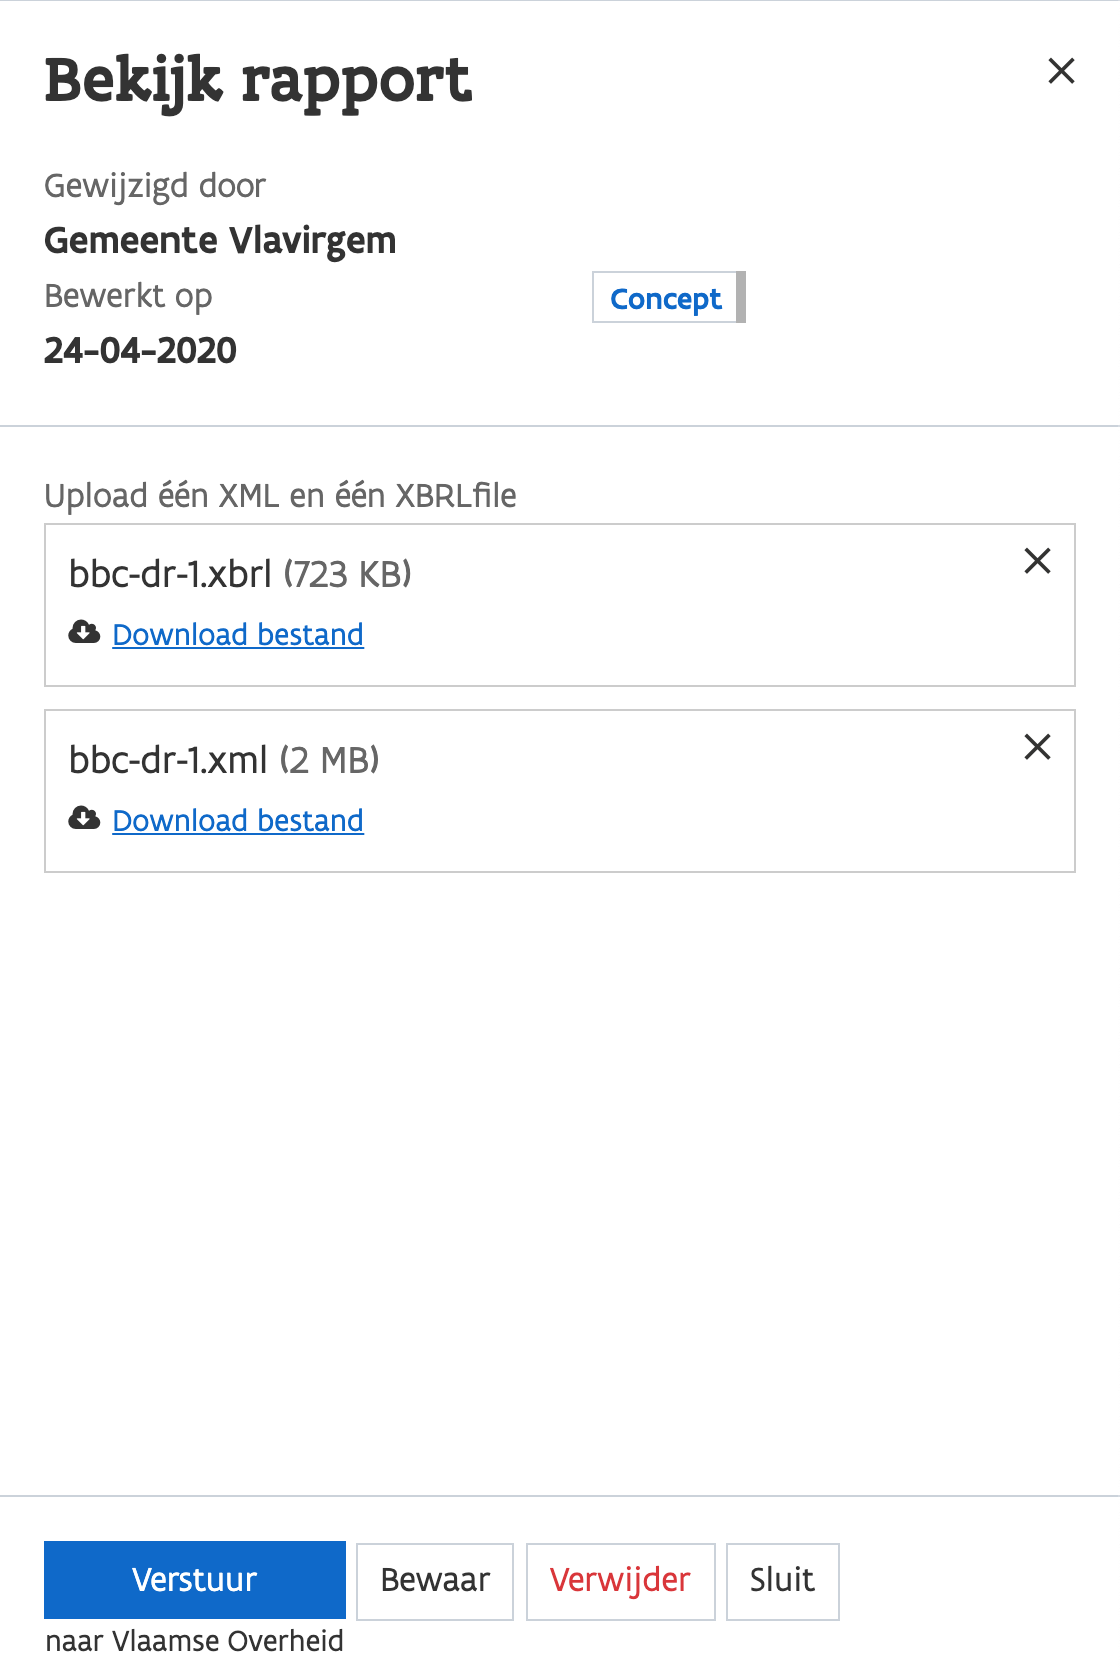 Bekijk rapport
Gewijzigd door
Gemeente Vlavirgem
Bewerkt op
Concept
24-04-2020
Upload één XML en één XBRLfile
bbc-dr-1.xbrl (723 KB)
Download bestand
bbc-dr-1.xml (2 MB)
Download bestand
Verstuur Bewaar Verwijder Sluit
naar Vlaamse Overheid